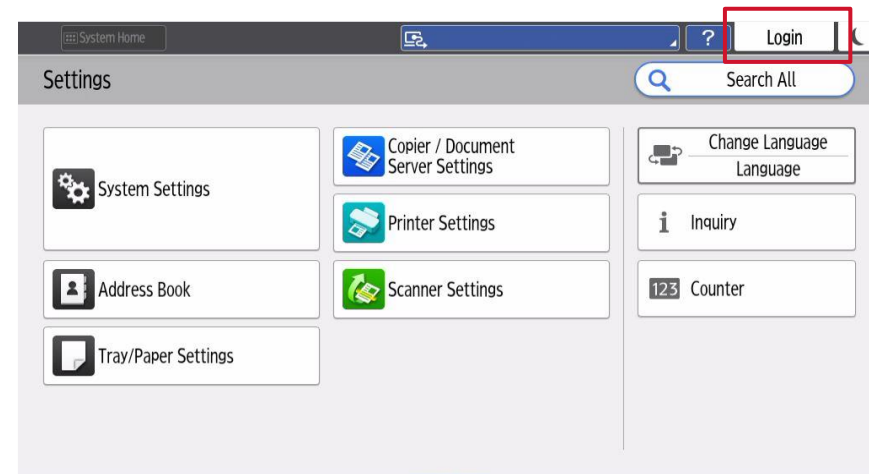 System Home
?
Login
Settings
Search All
System Settings
Copier / Document
Server Settings
Change Language
Language
Printer Settings
i Inquiry
Address Book
Scanner Settings
123 Counter
Tray/Paper Settings